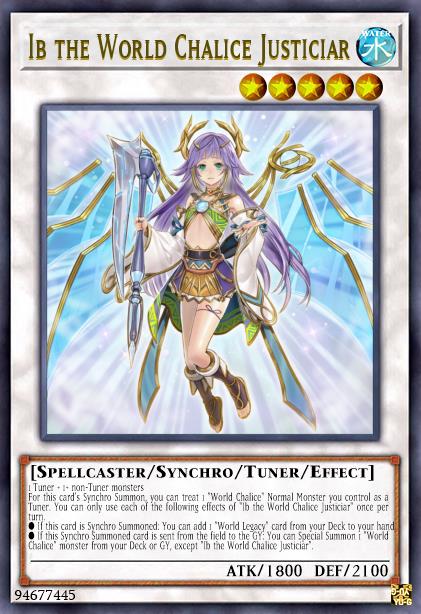 Ib the World Chalice Justiciar
WATER
水
[Spellcaster/Synchro/Tuner/Effect]
1 Tuner + 1+ non-Tuner monsters
For this card's Synchro Summon, you can treat 1 "World Chalice" Normal Monster you control as a
Tuner. You can only use each of the following effects of "Ib the World Chalice Justiciar" once per
turn.
● If this card is Synchro Summoned: You can add 1 "World Legacy" card from your Deck to your hand
● If this Synchro Summoned card is sent from the field to the GY: You can Special Summon 1 "World
Chalice" monster from your Deck or GY, except "Ib the World Chalice Justiciar".
ATK/1800 DEF/2100
94677445